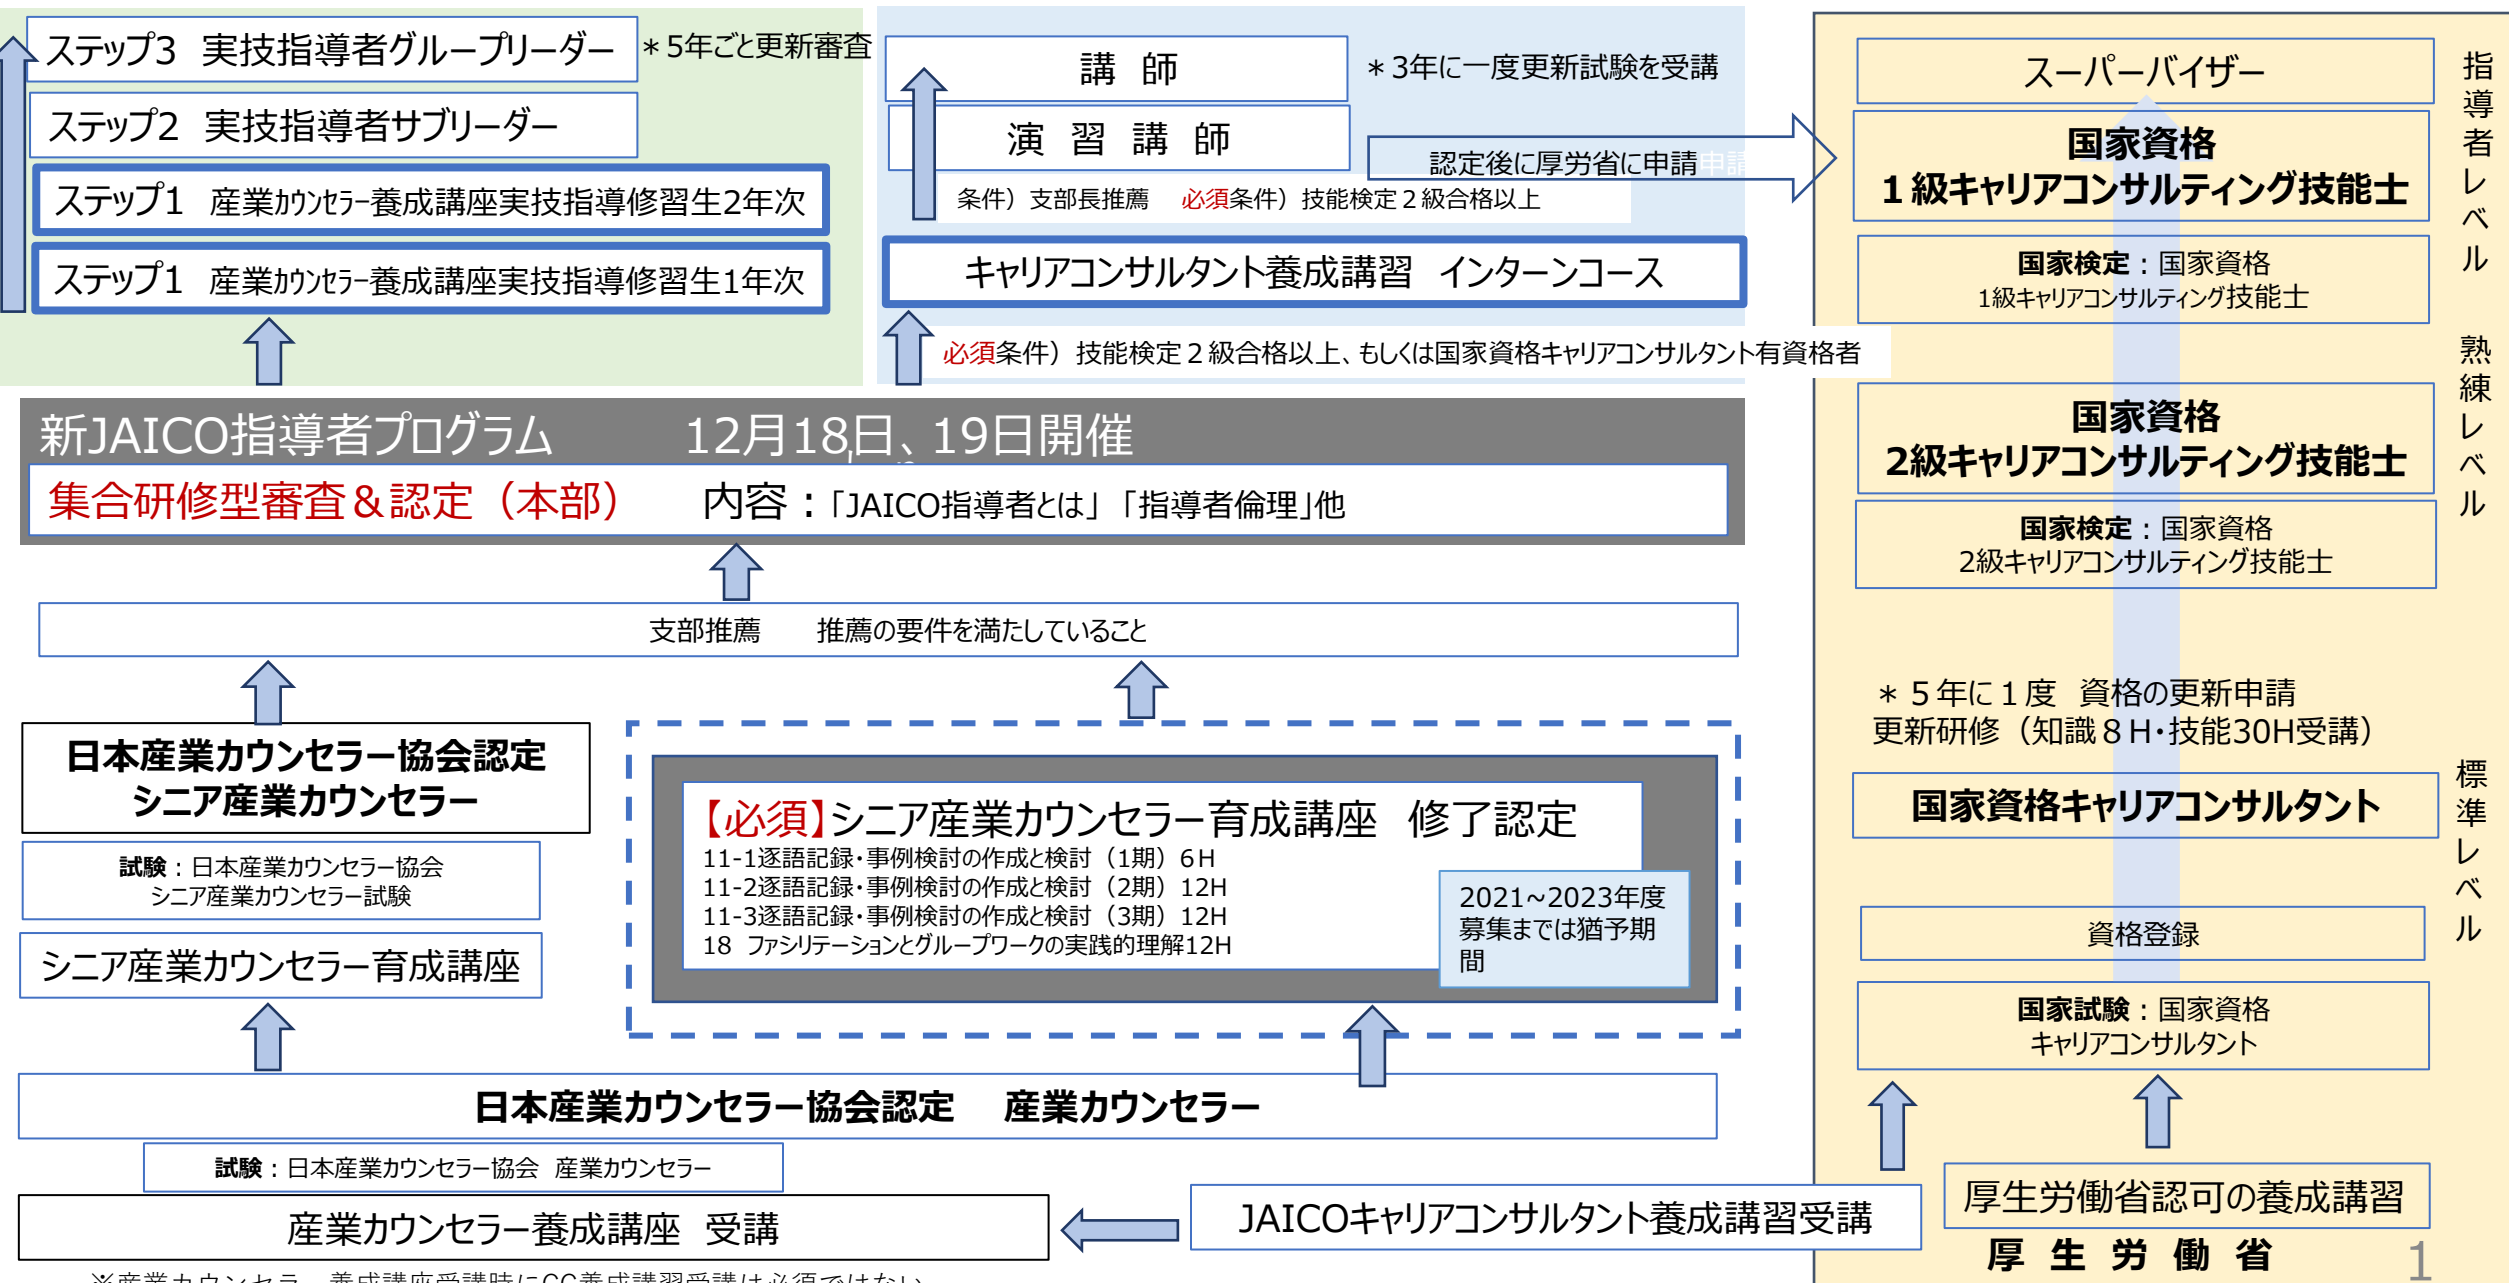 ステップ3 実技指導者グループリーダー
＊5年ごと更新審査
ステップ2 実技指導者サブリーダー
ステップ1 産業カウンセラー養成講座実技指導修習生2年次
ステップ1 産業カウンセラー養成講座実技指導修習生1年次
講 師
＊3年に一度更新試験を受講
演 習 講 師
認定後に厚労省に申請申請
条件）支部長推薦 必須条件）技能検定２級合格以上
キャリアコンサルタント養成講習 インターンコース
必須条件）技能検定２級合格以上、もしくは国家資格キャリアコンサルタント有資格者
新JAICO指導者プログラム 12月18日、19日開催
集合研修型審査＆認定（本部） 内容：「JAICO指導者とは」「指導者倫理」他
支部推薦 推薦の要件を満たしていること
日本産業カウンセラー協会認定
シニア産業カウンセラー
試験：日本産業カウンセラー協会
シニア産業カウンセラー試験
シニア産業カウンセラー育成講座
【必須】シニア産業カウンセラー育成講座 修了認定
11-1逐語記録・事例検討の作成と検討（1期）6H
11-2逐語記録・事例検討の作成と検討（2期）12H
11-3逐語記録・事例検討の作成と検討（3期）12H
18 ファシリテーションとグループワークの実践的理解12H
2021~2023年度
募集までは猶予期
間
日本産業カウンセラー協会認定 産業カウンセラー
試験：日本産業カウンセラー協会 産業カウンセラー
産業カウンセラー養成講座 受講
JAICOキャリアコンサルタント養成講習受講
※産業カウンセラー養成講座受講時にCC養成講習受講は必須ではない
スーパーバイザー
国家資格
１級キャリアコンサルティング技能士
国家検定：国家資格
1級キャリアコンサルティング技能士
国家資格
2級キャリアコンサルティング技能士
国家検定：国家資格
2級キャリアコンサルティング技能士
＊５年に１度 資格の更新申請
更新研修（知識８H・技能30H受講）
国家資格キャリアコンサルタント
資格登録
国家試験：国家資格
キャリアコンサルタント
厚生労働省認可の養成講習
厚 生 労 働 省
指導者レベル
熟練レベル
標準レベル
1